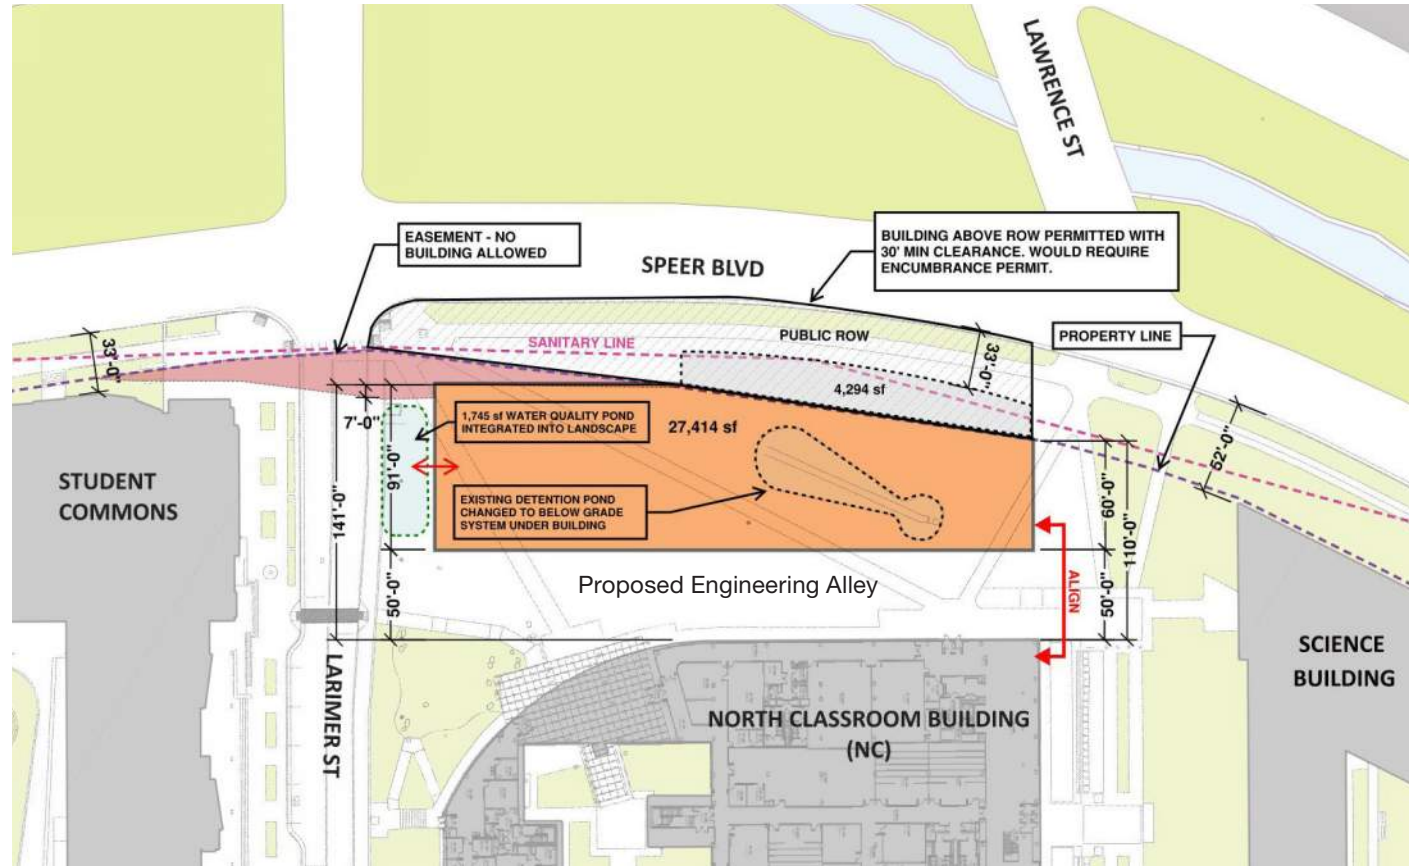 LAWRENCE ST
EASEMENT - NO
BUILDING ALLOWED
BUILDING ABOVE ROW PERMITTED WITH
30' MIN CLEARANCE. WOULD REQUIRE
ENCUMBRANCE PERMIT.
SPEER BLVD
SANITARY LINE
PUBLIC ROW
PROPERTY LINE
33'-0"
33'-0"
4,294 sf
7'-0"
1,745 sf WATER QUALITY POND
INTEGRATED INTO LANDSCAPE
27,414 sf
52'-0"
STUDENT
COMMONS
141'-0"
91'-0"
EXISTING DETENTION POND
CHANGED TO BELOW GRADE
SYSTEM UNDER BUILDING
60'-0"
110'-0"
50'-0"
Proposed Engineering Alley
ALIGN
50'-0"
LARIMER ST
NORTH CLASSROOM BUILDING
(NC)
SCIENCE
BUILDING